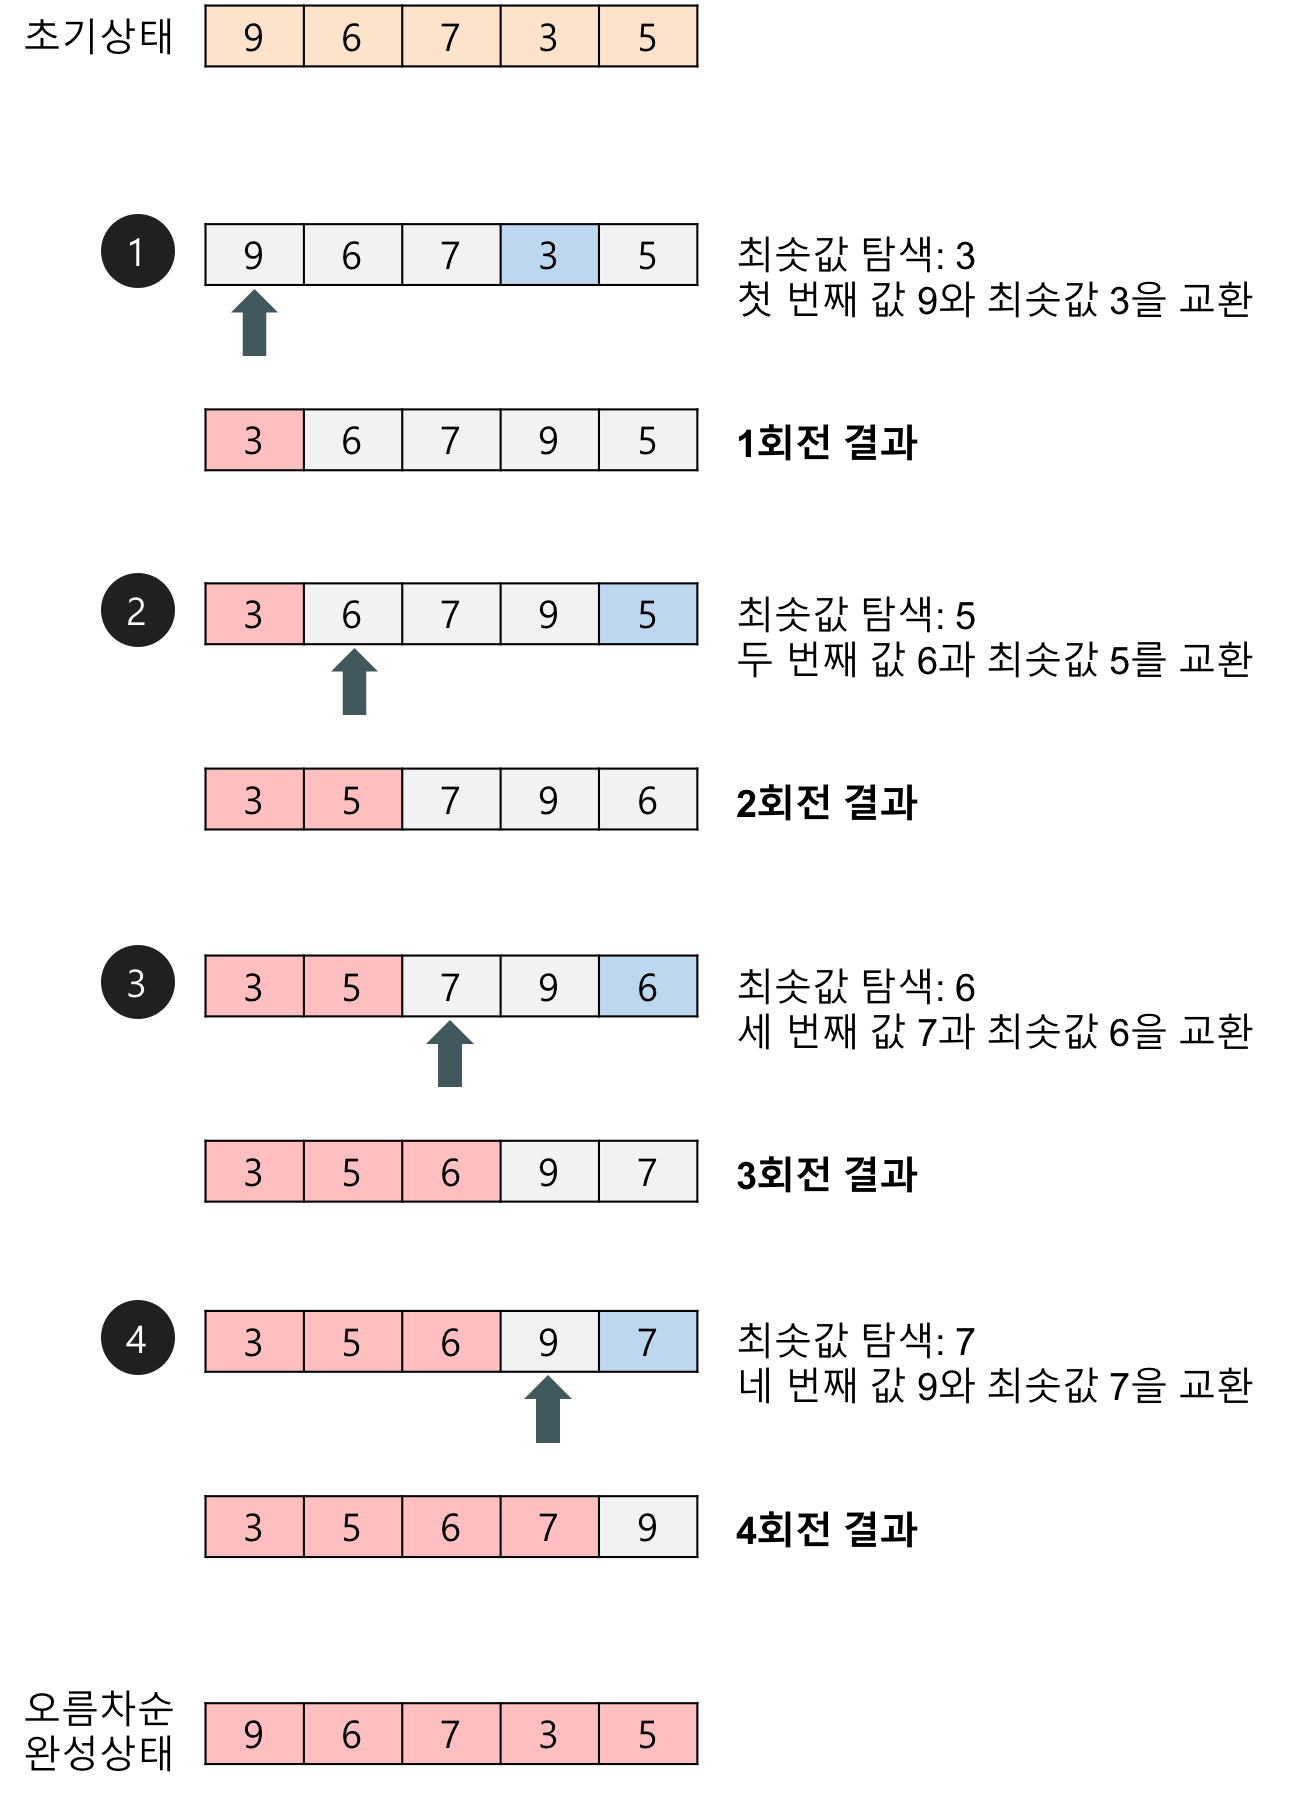 초기상태 9 6 7 3 5
1 9 6 7 3 5 최솟값 탐색: 3
첫 번째 값 9와 최솟값 3을 교환
3 6 7 9 5 1회전 결과
2 3 6 7 9 5 최솟값 탐색: 5
두 번째 값 6과 최솟값 5를 교환
3 5 7 9 6 2회전 결과
3 3 5 7 9 6 최솟값 탐색: 6
세 번째 값 7과 최솟값 6을 교환
3 5 6 9 7 3회전 결과
4 3 5 6 9 7 최솟값 탐색: 7
네 번째 값 9와 최솟값 7을 교환
3 5 6 7 9 4회전 결과
오름차순
완성상태 9 6 7 3 5